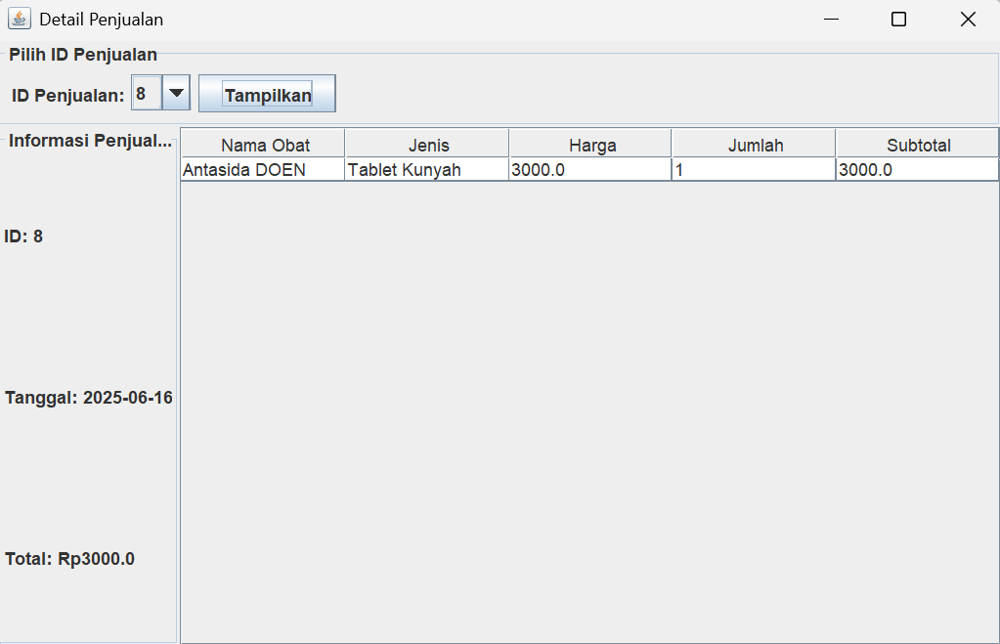 Detail Penjualan
Pilih ID Penjualan
ID Penjualan: 8 Tampilkan
Informasi Penjual...
ID: 8
Tanggal: 2025-06-16
Total: Rp3000.0
Nama Obat Jenis Harga Jumlah Subtotal
Antasida DOEN Tablet Kunyah 3000.0 1 3000.0